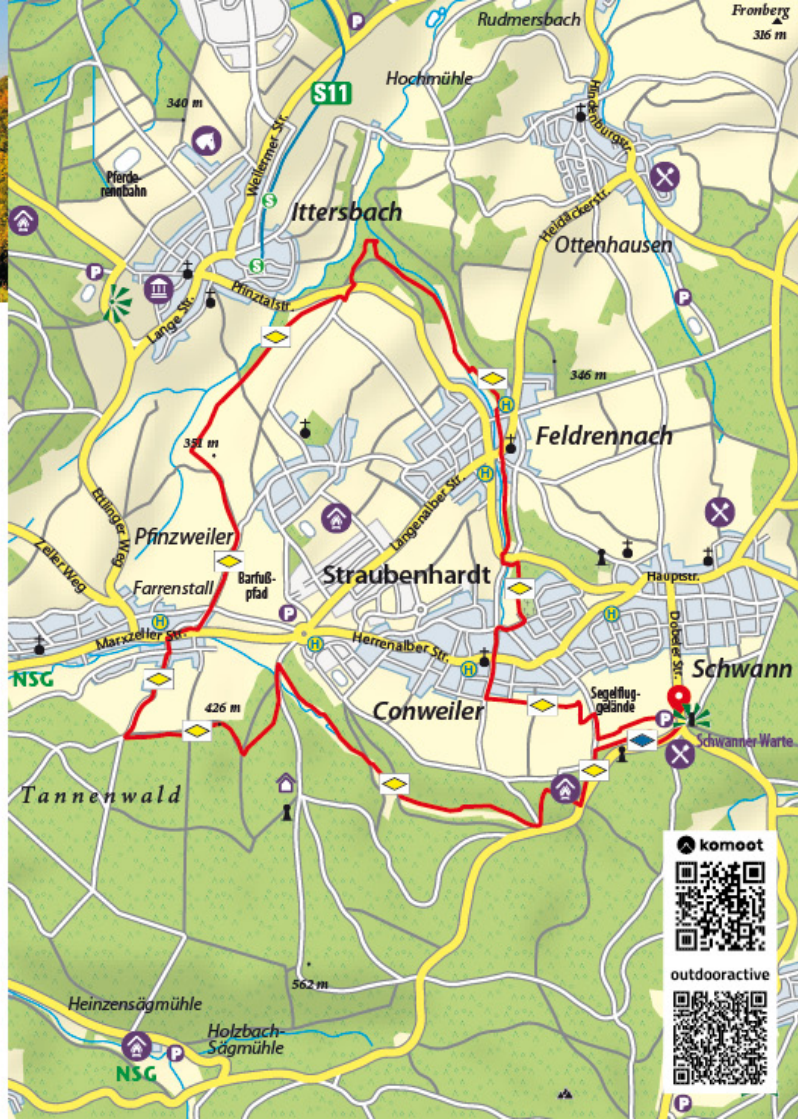 Fronberg
316 m
Rudmersbach
Hochmühle
S11
340 m
Hindenburgstr.
Weilermer Str.
Pferde-
rennbahn
P
S
Ittersbach
Heldäckerstr.
Ottenhausen
P
S
Pfinztalstr.
P
Lange Str.
346 m
H
Feldrennach
351 m
H
Langenalber Str.
Ettlinger Weg
Pfinzweiler
Zeller Weg
Barfuß-
pfad
Straubenhardt
Hauptstr.
Farrenstall
P
H
H
Dobeler Str.
Marxzeller Str.
H
Herrenalber Str.
H
NSG
Schwann
Segelflug-
gelände
426 m
Conweiler
P
Schwanner Warte
Tannenwald
komoot
outdooractive
562 m
Heinzensägmühle
Holzbach-
Sägmühle
P
NSG
P